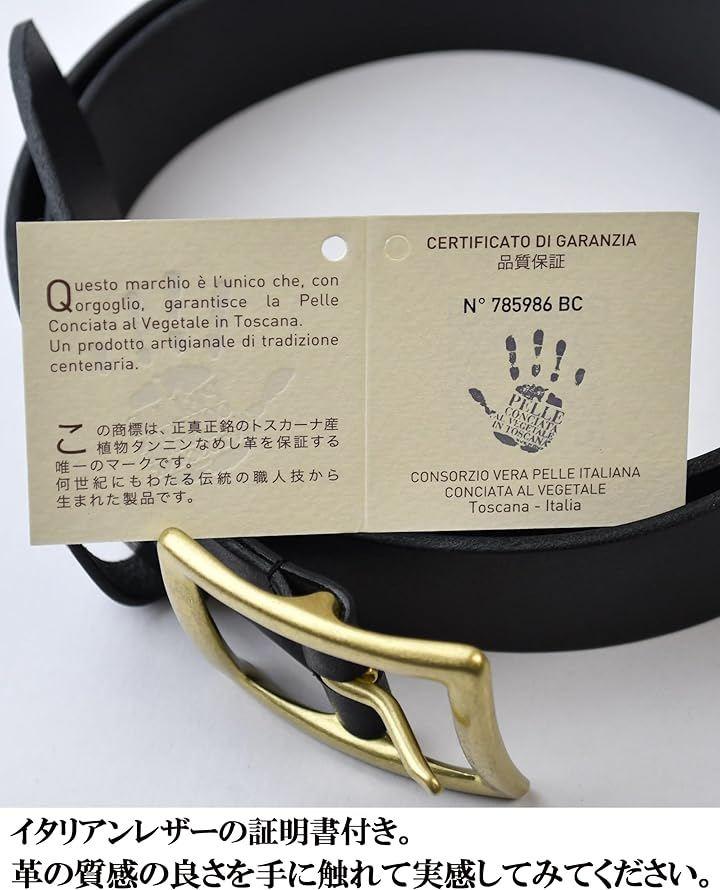 Questo marchio è l'unico che, con
orgoglio, garantisce la Pelle
Conciata al Vegetale in Toscana.
Un prodotto artigianale di tradizione
centenaria.
この商標は、正真正銘のトスカーナ産
植物タンニンなめし革を保証する
唯一のマークです。
何世紀にもわたる伝統の職人技から
生まれた製品です。
CERTIFICATO DI GARANZIA
品質保証
N° 785986 BC
PELLE
CONCIATA
AL VEGETALE
IN TOSCANA
CONSORZIO VERA PELLE ITALIANA
CONCIATA AL VEGETALE
Toscana - Italia
イタリアンレザーの証明書付き。
革の質感の良さを手に触れて実感してみてください。